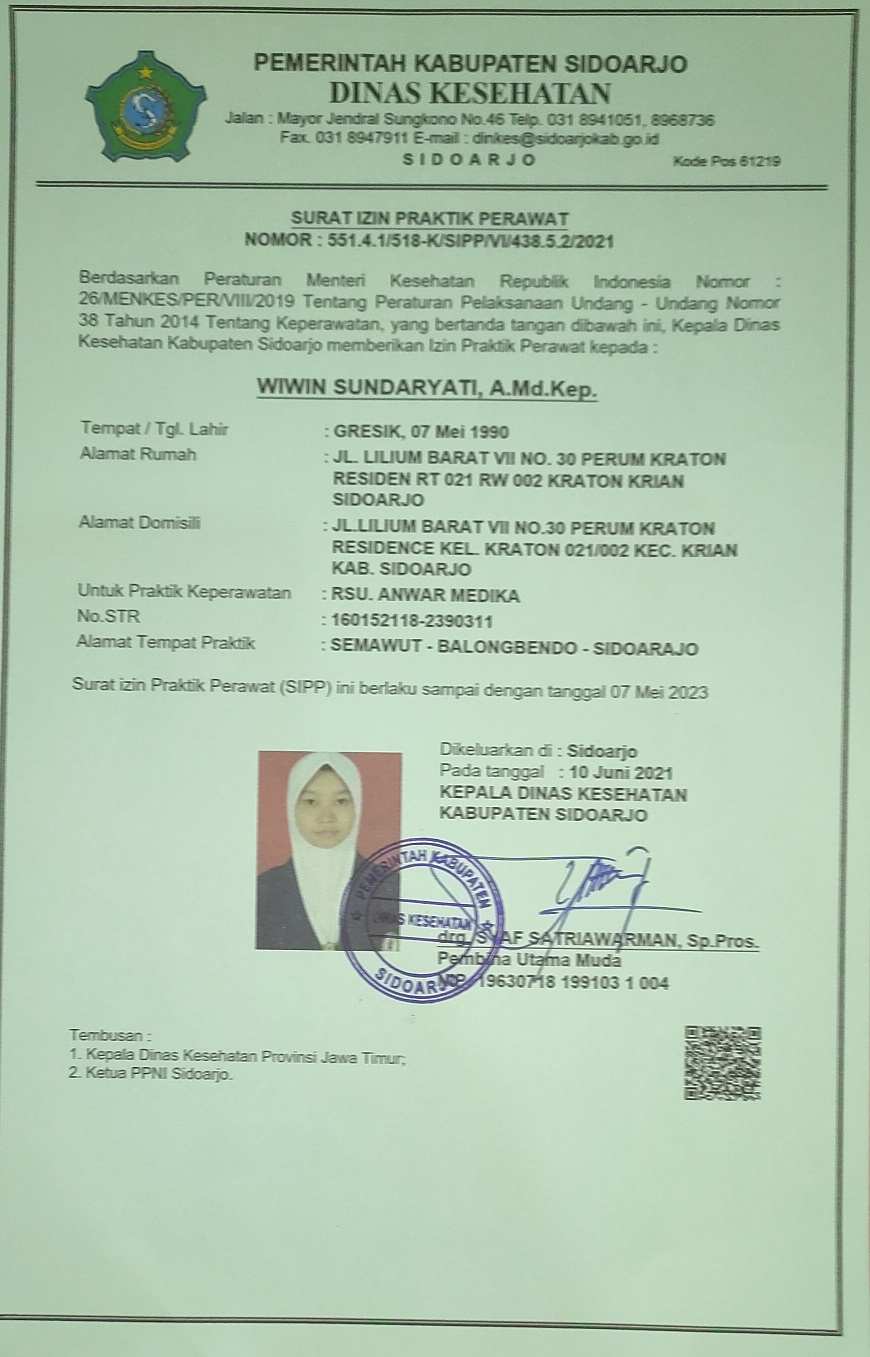 PEMERINTAH KABUPATEN SIDOARJO
DINAS KESEHATAN
Jalan : Mayor Jendral Sungkono No.46 Telp. 031 8941051, 8968736
Fax. 031 8947911 E-mail : dinkes@sidoarjokab.go.id
S I D O A R J O
Kode Pos 61219
SURAT IZIN PRAKTIK PERAWAT
NOMOR : 551.4.1/518-K/SIPP/VI/438.5.2/2021
Berdasarkan Peraturan Menteri Kesehatan Republik Indonesia Nomor :
26/MENKES/PER/VIII/2019 Tentang Peraturan Pelaksanaan Undang - Undang Nomor
38 Tahun 2014 Tentang Keperawatan, yang bertanda tangan dibawah ini, Kepala Dinas
Kesehatan Kabupaten Sidoarjo memberikan Izin Praktik Perawat kepada :
WIWIN SUNDARYATI, A.Md.Kep.
Tempat / Tgl. Lahir : GRESIK, 07 Mei 1990
Alamat Rumah : JL. LILIUM BARAT VII NO. 30 PERUM KRATON
RESIDEN RT 021 RW 002 KRATON KRIAN
SIDOARJO
Alamat Domisili : JL.LILIUM BARAT VII NO.30 PERUM KRATON
RESIDENCE KEL. KRATON 021/002 KEC. KRIAN
KAB. SIDOARJO
Untuk Praktik Keperawatan : RSU. ANWAR MEDIKA
No.STR : 160152118-2390311
Alamat Tempat Praktik : SEMAWUT - BALONGBENDO - SIDOARAJO
Surat izin Praktik Perawat (SIPP) ini berlaku sampai dengan tanggal 07 Mei 2023
Dikeluarkan di : Sidoarjo
Pada tanggal : 10 Juni 2021
KEPALA DINAS KESEHATAN
KABUPATEN SIDOARJO
PEMERINTAH KABUPATEN
DINAS KESEHATAN
SIDOARJO
drg. SYAF SATRIAWARMAN, Sp.Pros.
Pembina Utama Muda
NIP. 19630718 199103 1 004
Tembusan :
1. Kepala Dinas Kesehatan Provinsi Jawa Timur;
2. Ketua PPNI Sidoarjo.